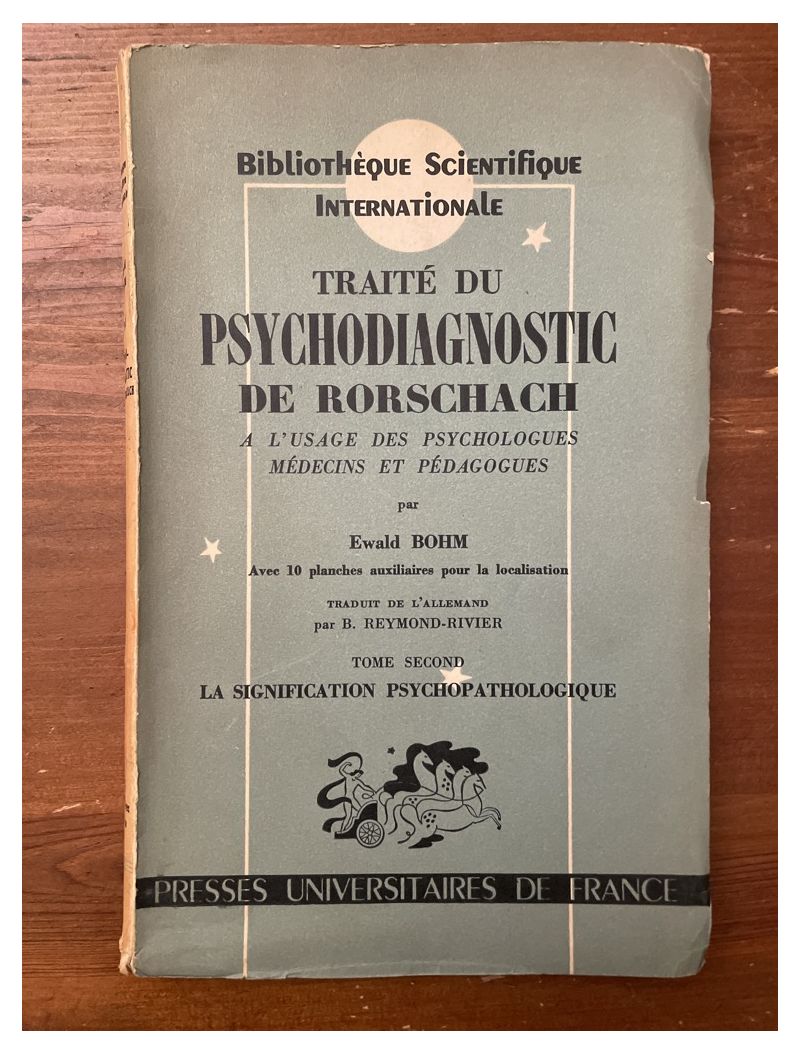 Bibliothèque Scientifique
Internationale
TRAITÉ DU
PSYCHODIAGNOSTIC
DE RORSCHACH
A L'USAGE DES PSYCHOLOGUES
MÉDECINS ET PÉDAGOGUES
par
Ewald BOHM
Avec 10 planches auxiliaires pour la localisation
TRADUIT DE L'ALLEMAND
par B. REYMOND-RIVIER
TOME SECOND
LA SIGNIFICATION PSYCHOPATHOLOGIQUE
PRESSES UNIVERSITAIRES DE FRANCE